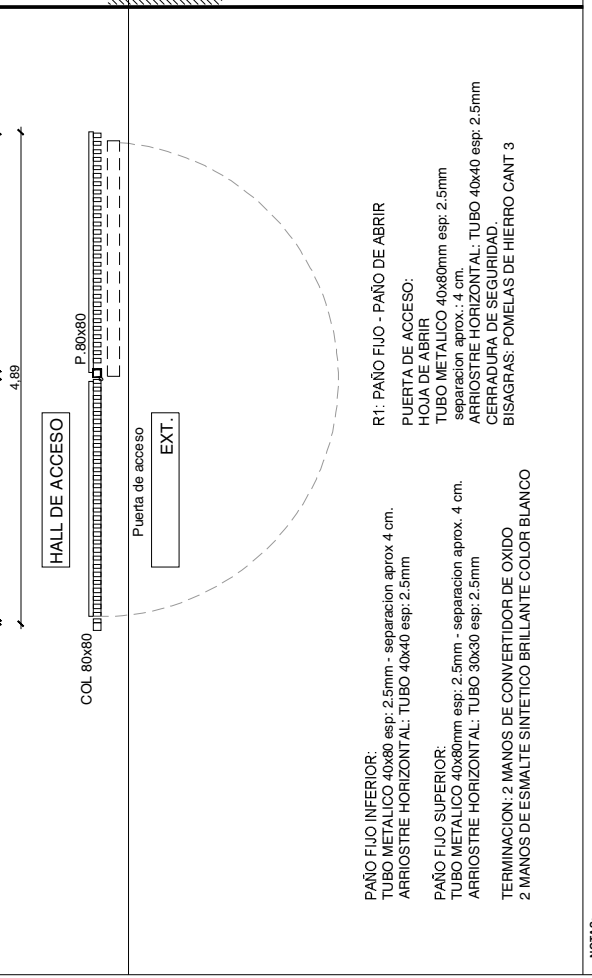 4,89
COL 80x80
P.80x80
HALL DE ACCESO
Puerta de acceso
EXT.
PAÑO FIJO INFERIOR:
TUBO METALICO 40x80 esp: 2.5mm - separacion aprox 4 cm.
ARRIOSTRE HORIZONTAL: TUBO 40x40 esp: 2.5mm
PAÑO FIJO SUPERIOR:
TUBO METALICO 40x80mm esp: 2.5mm - separacion aprox. 4 cm.
ARRIOSTRE HORIZONTAL: TUBO 30x30 esp: 2.5mm
TERMINACION: 2 MANOS DE CONVERTIDOR DE OXIDO
2 MANOS DE ESMALTE SINTETICO BRILLANTE COLOR BLANCO
R1: PAÑO FIJO - PAÑO DE ABRIR
PUERTA DE ACCESO:
HOJA DE ABRIR
TUBO METALICO 40x80mm esp: 2.5mm
separacion aprox.: 4 cm.
ARRIOSTRE HORIZONTAL: TUBO 40x40 esp: 2.5mm
CERRADURA DE SEGURIDAD.
BISAGRAS: POMELAS DE HIERRO CANT 3